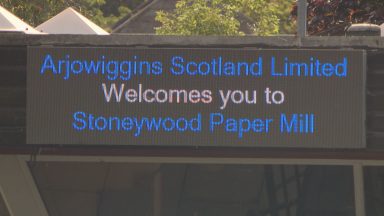 Arjowiggins Scotland Limited
Welcomes you to
Stoneywood Paper Mill